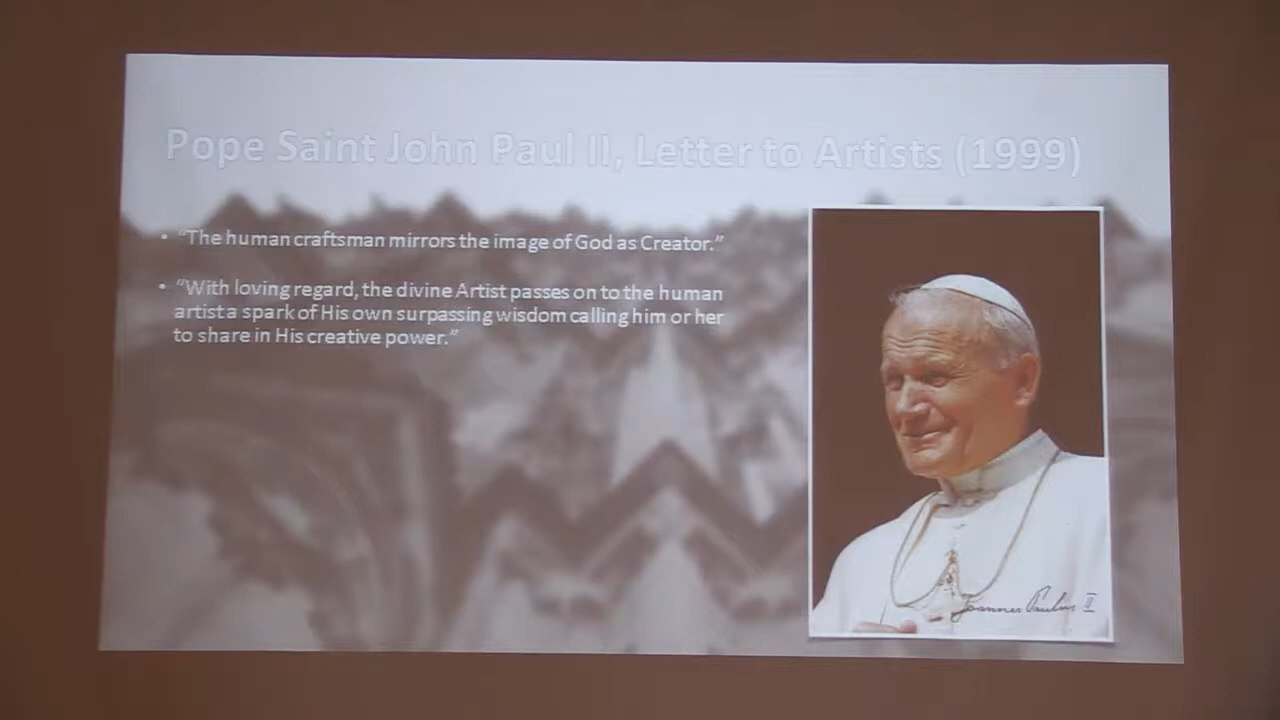 Pope Saint John Paul II, Letter to Artists (1999)
• “The human craftsman mirrors the image of God as Creator.”
• “With loving regard, the divine Artist passes on to the human
artist a spark of His own surpassing wisdom calling him or her
to share in His creative power.”
Joannes Paulus II